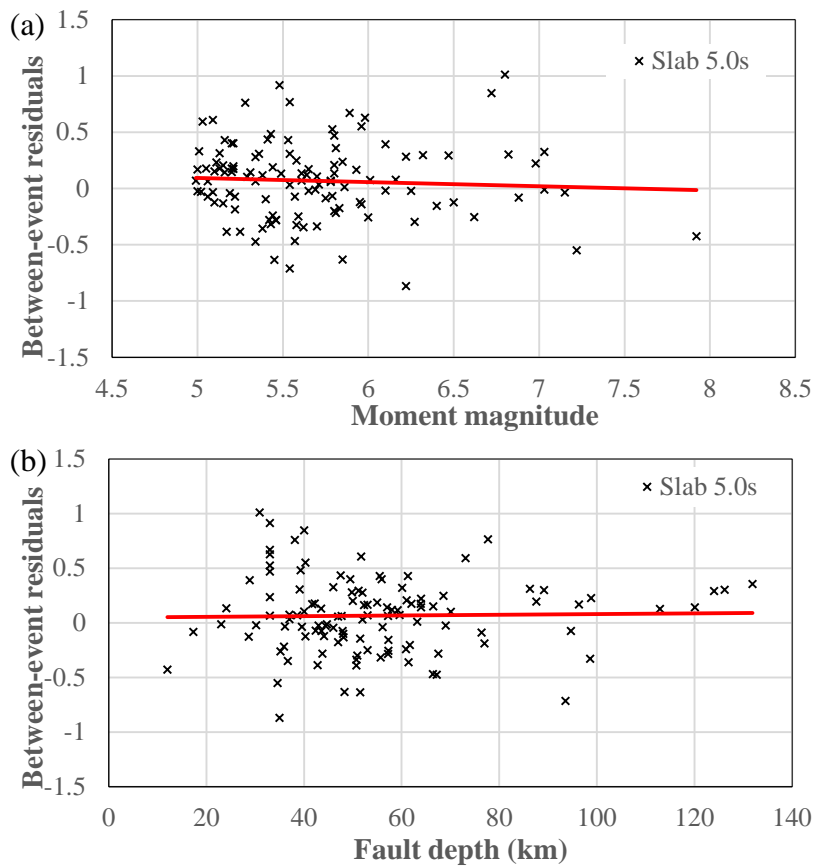 (a)
Between-event residuals
1.5
1
0.5
0
-0.5
-1
-1.5
× Slab 5.0s
4.5 5 5.5 6 6.5 7 7.5 8 8.5
Moment magnitude
(b)
Between-event residuals
1.5
1
0.5
0
-0.5
-1
-1.5
× Slab 5.0s
0 20 40 60 80 100 120 140
Fault depth (km)